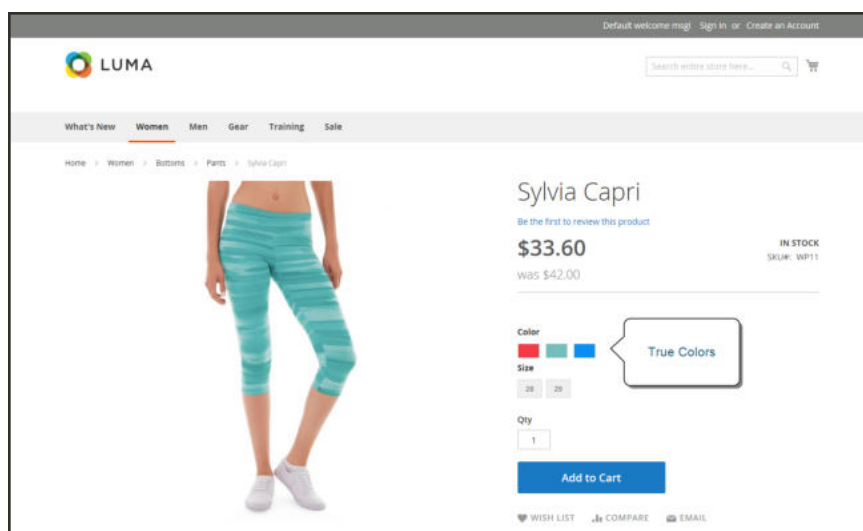 Default welcome msg! Sign In or Create an Account
LUMA
Search entire store here...
What's New Women Men Gear Training Sale
Home > Women > Bottoms > Pants > Sylvia Capri
Sylvia Capri
Be the first to review this product
$33.60
IN STOCK
was $42.00
SKU#: WP11
Color
True Colors
Size
28 29
Qty
1
Add to Cart
WISH LIST COMPARE EMAIL